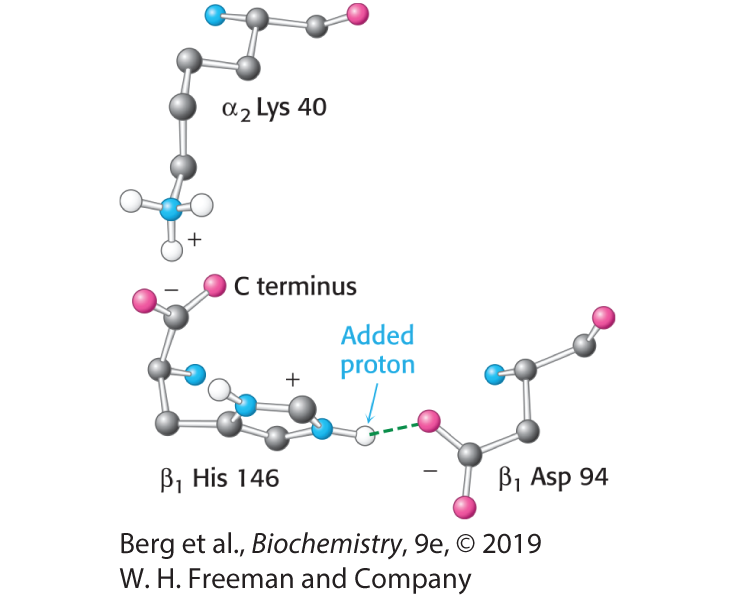 α₂ Lys 40
+
− C terminus
Added
proton
+
β₁ His 146
− β₁ Asp 94
Berg et al., Biochemistry, 9e, © 2019
W. H. Freeman and Company